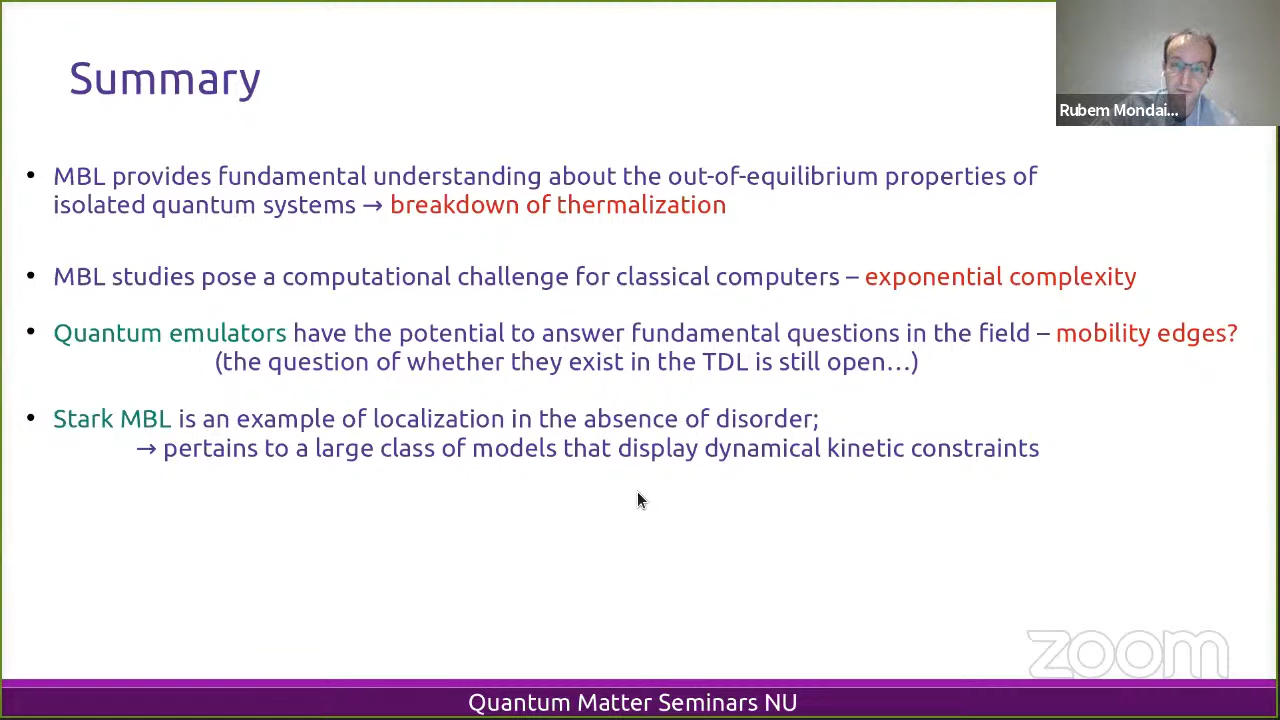 Summary
Rubem Mondai...
• MBL provides fundamental understanding about the out-of-equilibrium properties of
isolated quantum systems → breakdown of thermalization
• MBL studies pose a computational challenge for classical computers – exponential complexity
• Quantum emulators have the potential to answer fundamental questions in the field – mobility edges?
(the question of whether they exist in the TDL is still open…)
• Stark MBL is an example of localization in the absence of disorder;
→ pertains to a large class of models that display dynamical kinetic constraints
zoom
Quantum Matter Seminars NU